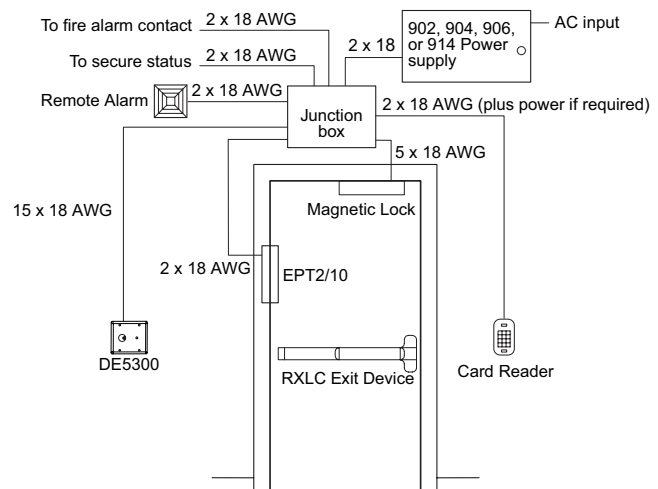 To fire alarm contact
2 x 18 AWG
To secure status
2 x 18 AWG
Remote Alarm
2 x 18 AWG
2 x 18
902, 904, 906,
or 914 Power
supply
AC input
Junction
box
2 x 18 AWG (plus power if required)
5 x 18 AWG
15 x 18 AWG
Magnetic Lock
2 x 18 AWG
EPT2/10
DE5300
RXLC Exit Device
Card Reader